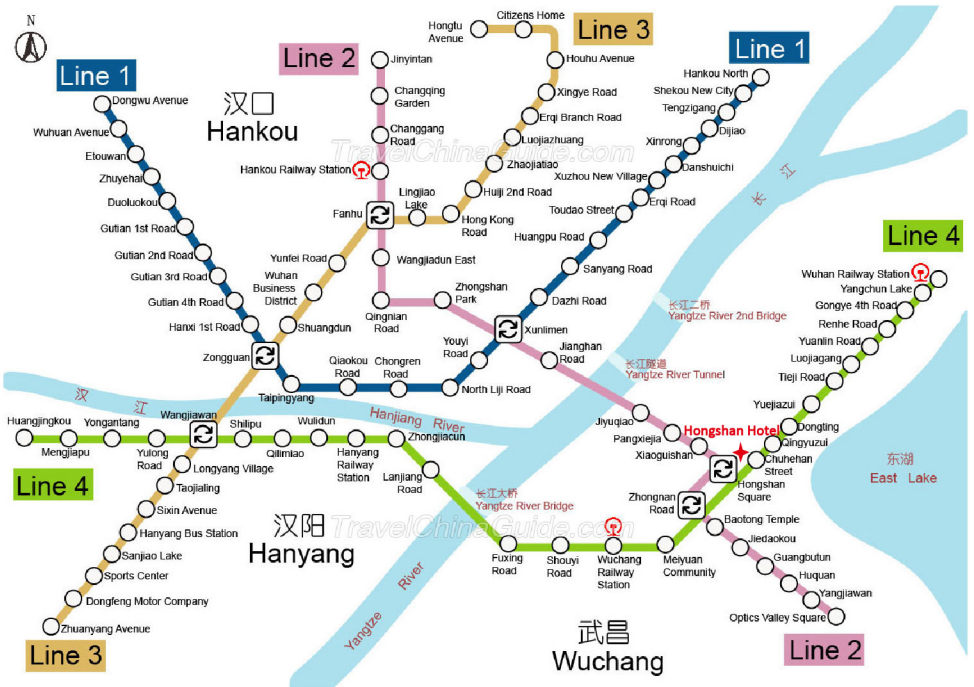 N
Hongtu
Avenue
Citizens Home
Line 3
Line 2
Line 1
Line 1
Jinyintan
Houhu Avenue
Hankou North
Shekou New City
Tengzigang
Dijiao
Xinrong
Danshuichi
Xuzhou New Village
Erqi Road
Toudao Street
Huangpu Road
Sanyang Road
Dazhi Road
Xunlimen
Dongwu Avenue
Wuhuan Avenue
Etouwan
Zhuyehai
Duoluokou
Gutian 1st Road
Gutian 2nd Road
Gutian 3rd Road
Gutian 4th Road
Hanxi 1st Road
Zongguan
Taipingyang
Qiaokou
Road
Chongren
Road
Youyi
Road
North Liji Road
汉口
Hankou
Changqing
Garden
Changgang
Road
TravelChinaGuide.com
Hankou Railway Station
Fanhu
Lingjiao
Lake
Hong Kong
Road
Huiji 2nd Road
Zhaojiatiao
Luojiazhuang
Erqi Branch Road
Xingye Road
Yunfei Road
Wuhan
Business
District
Shuangdun
Wangjiadun East
Qingnian
Road
Zhongshan
Park
Jianghan
Road
长江
长江二桥
Yangtze River 2nd Bridge
长江隧道
Yangtze River Tunnel
Line 4
Wuhan Railway Station
Yangchun Lake
Gongye 4th Road
Renhe Road
Yuanlin Road
Luojiagang
Tieji Road
Yuejiazui
Dongting
Qingyuzui
Chuhehan
Street
Hongshan Hotel
Hongshan
Square
Jiyuqiao
Pangxiejia
Xiaoguishan
Zhongnan
Road
东湖
East Lake
汉江
Hanjiang River
Huangjingkou
Mengjiapu
Yongantang
Yulong
Road
Wangjiawan
Shilipu
Qilimiao
Wulidun
Hanyang
Railway
Station
Zhongjiacun
Lanjiang
Road
Line 4
Longyang Village
Taojialing
Sixin Avenue
Hanyang Bus Station
Sanjiao Lake
Sports Center
Dongfeng Motor Company
Zhuanyang Avenue
Line 3
汉阳
Hanyang
TravelChinaGuide.com
长江大桥
Yangtze River Bridge
Yangtze River
Fuxing
Road
Shouyi
Road
Wuchang
Railway
Station
Meiyuan
Community
Baotong Temple
Jiedaokou
Guangbutun
Huquan
Yangjiawan
Optics Valley Square
Line 2
武昌
Wuchang